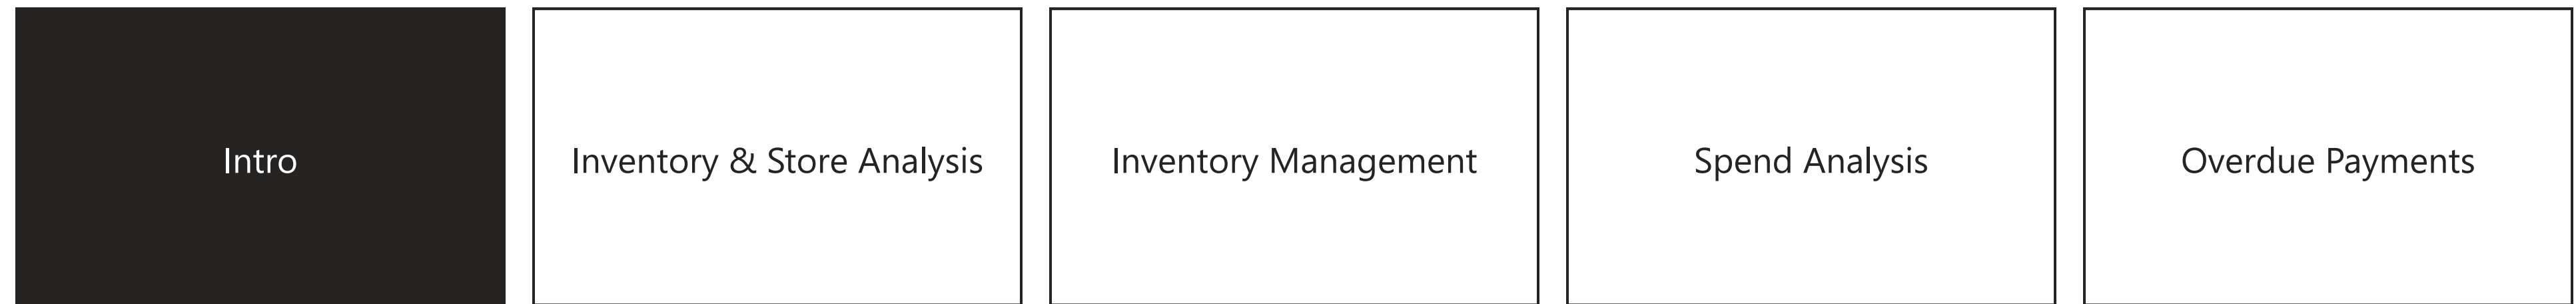 Intro
Inventory & Store Analysis
Inventory Management
Spend Analysis
Overdue Payments